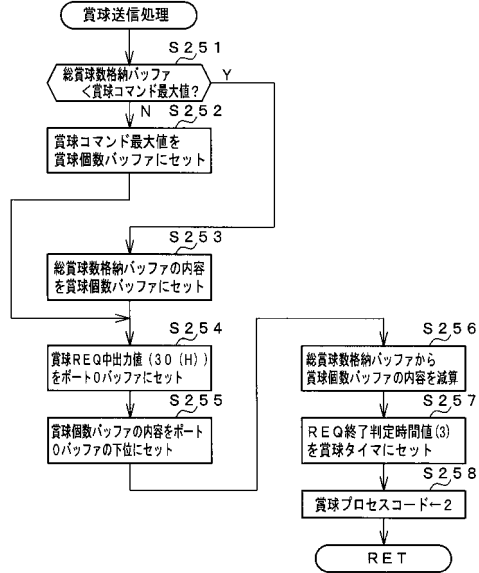 賞球送信処理
S251
総賞球数格納バッファ
<賞球コマンド最大値?
Y
N
S252
賞球コマンド最大値を
賞球個数バッファにセット
S253
総賞球数格納バッファの内容
を賞球個数バッファにセット
S254
賞球REQ中出力値(30(H))
をポート0バッファにセット
S255
賞球個数バッファの内容をポート
0バッファの下位にセット
S256
総賞球数格納バッファから
賞球個数バッファの内容を減算
S257
REQ終了判定時間値(3)
を賞球タイマにセット
S258
賞球プロセスコード←2
RET